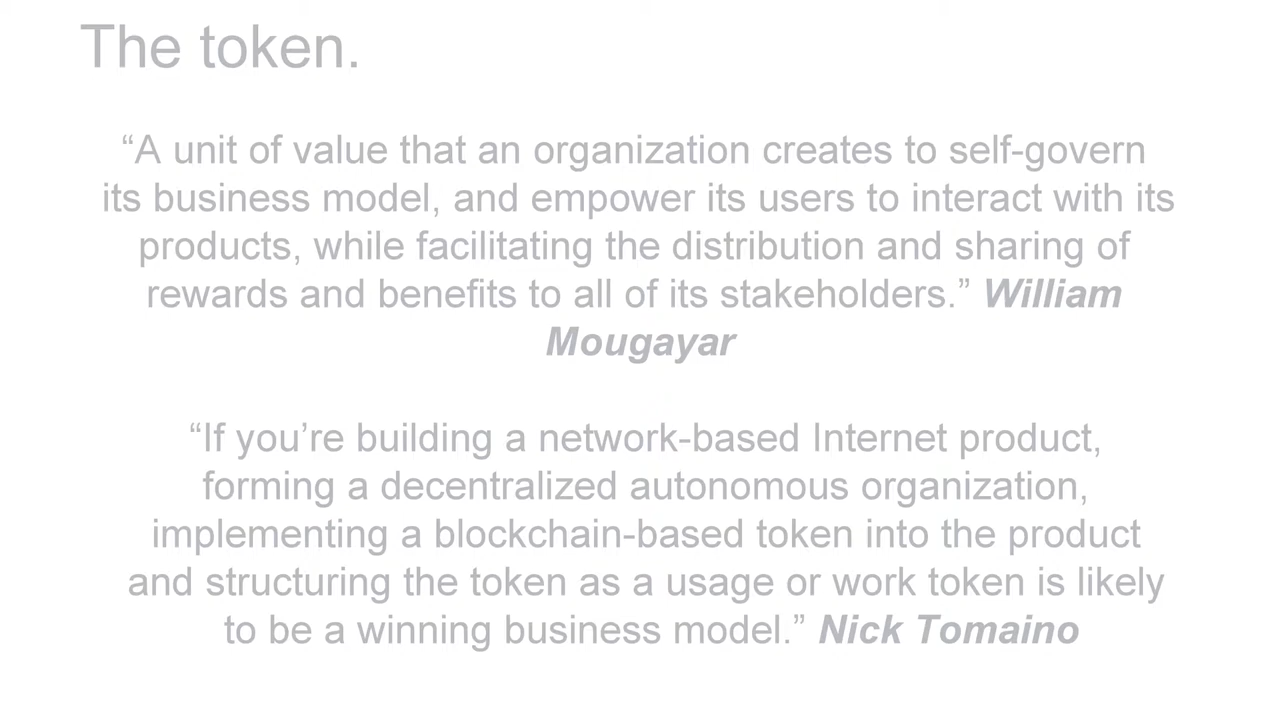 The token.
“A unit of value that an organization creates to self-govern
its business model, and empower its users to interact with its
products, while facilitating the distribution and sharing of
rewards and benefits to all of its stakeholders.” William
Mougayar
“If you’re building a network-based Internet product,
forming a decentralized autonomous organization,
implementing a blockchain-based token into the product
and structuring the token as a usage or work token is likely
to be a winning business model.” Nick Tomaino